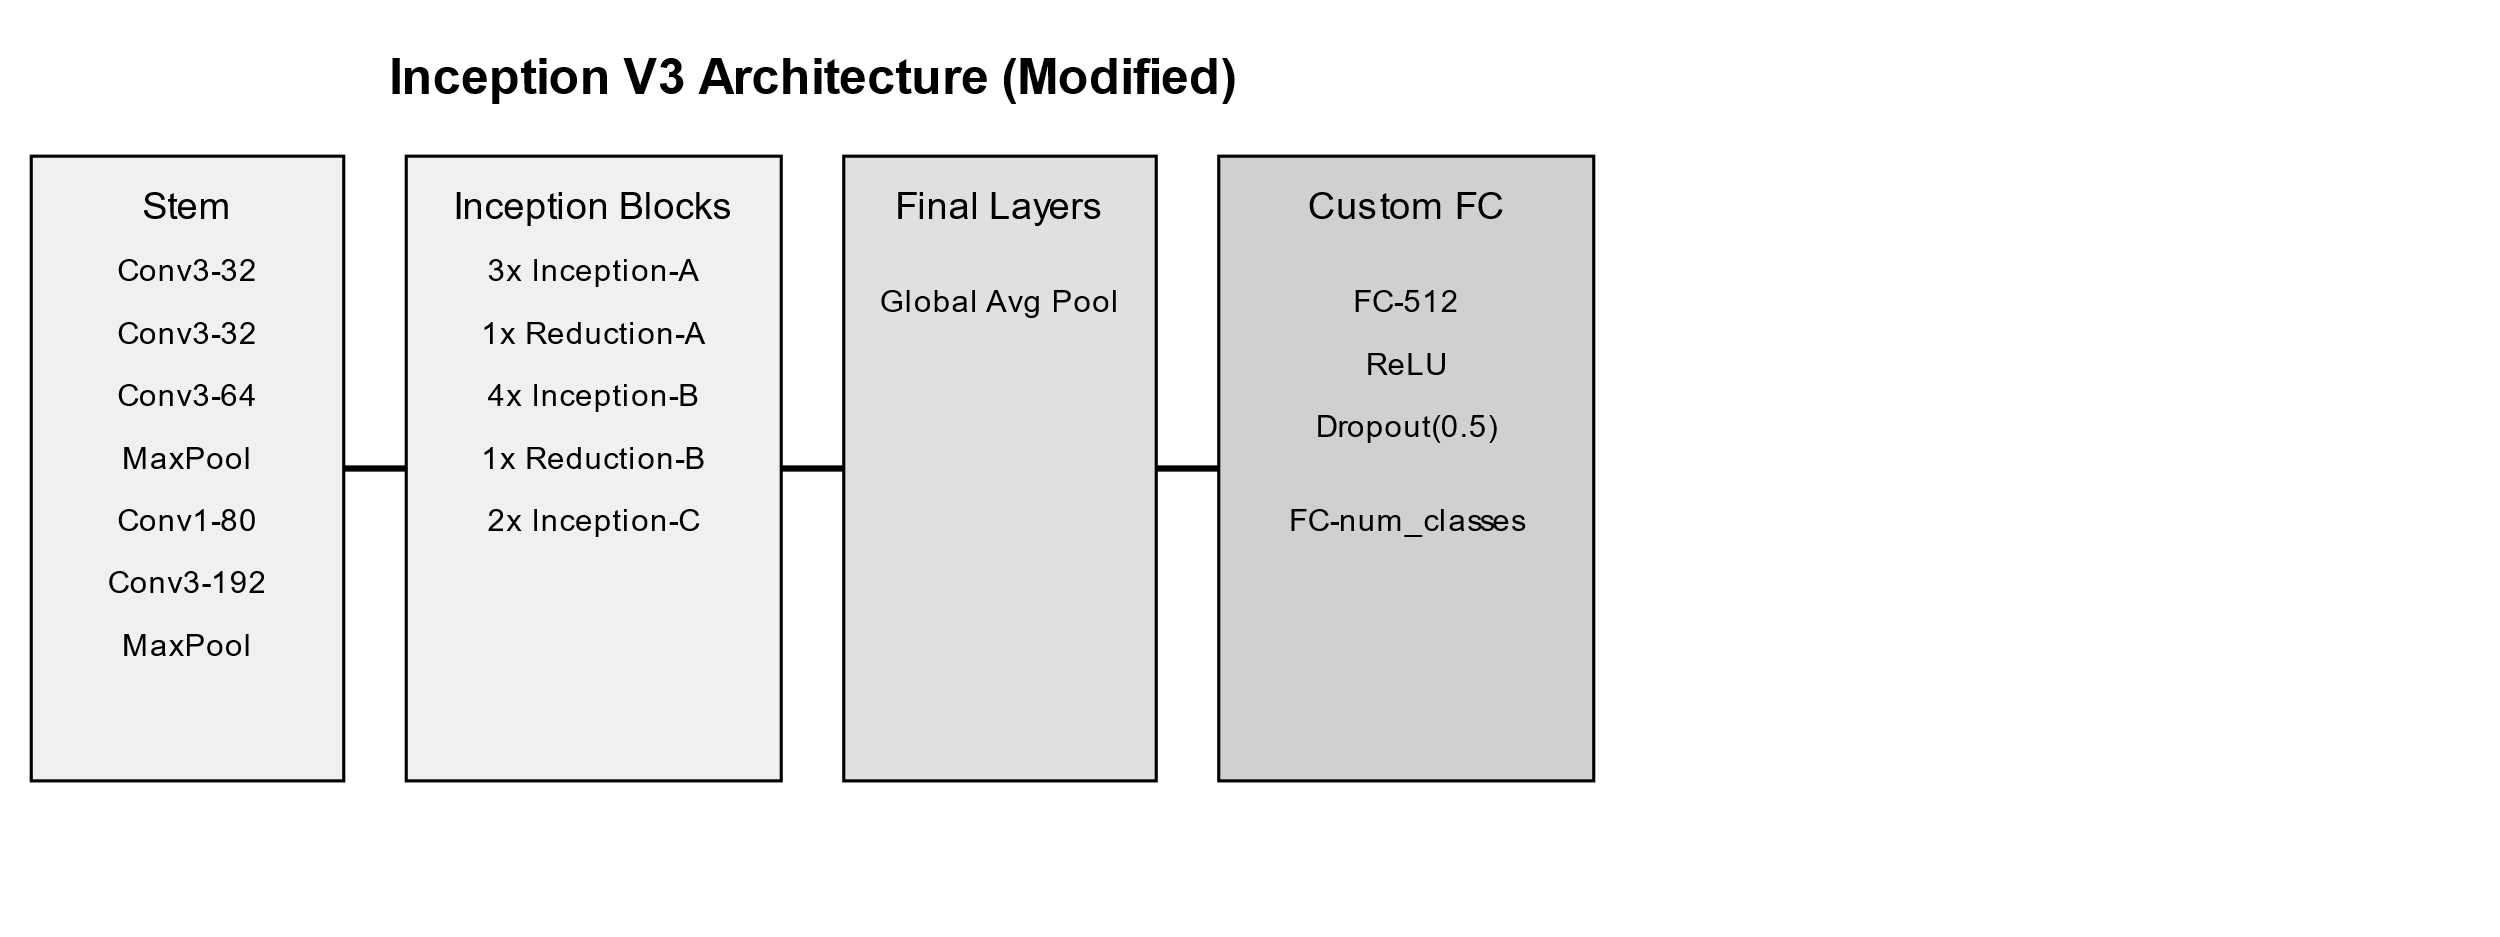 Inception V3 Architecture (Modified)
Stem
Conv3-32
Conv3-32
Conv3-64
MaxPool
Conv1-80
Conv3-192
MaxPool
Inception Blocks
3x Inception-A
1x Reduction-A
4x Inception-B
1x Reduction-B
2x Inception-C
Final Layers
Global Avg Pool
Custom FC
FC-512
ReLU
Dropout(0.5)
FC-num_classes